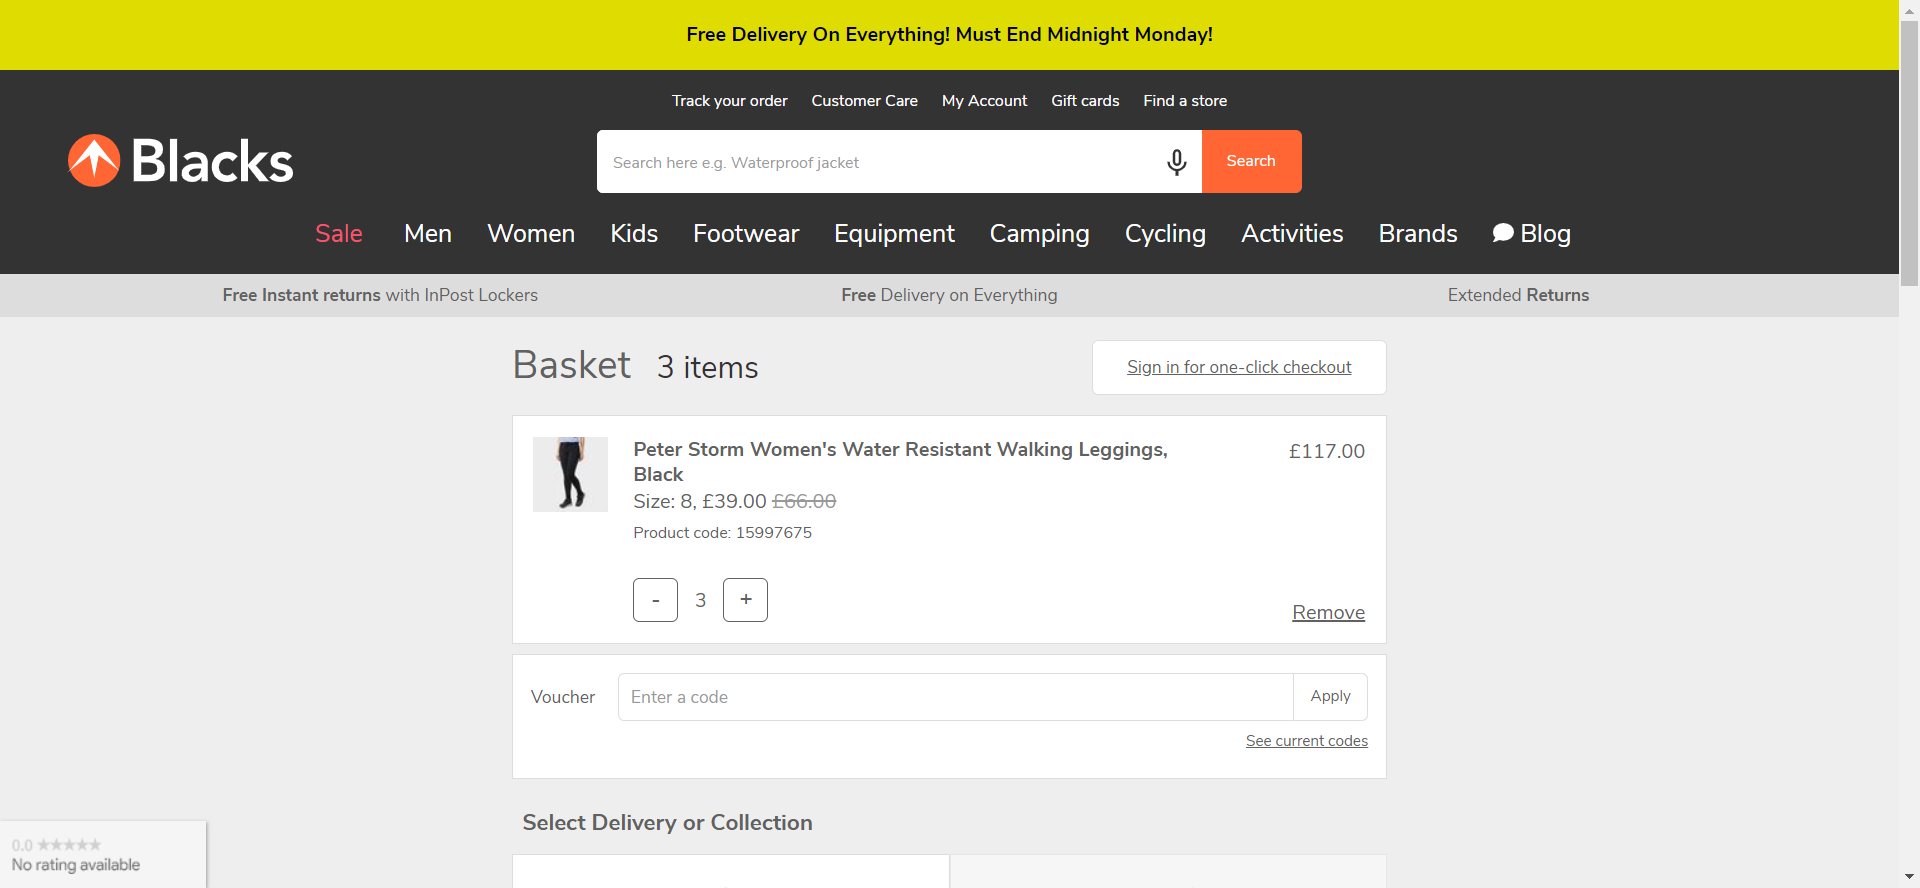 Free Delivery On Everything! Must End Midnight Monday!
Track your order Customer Care My Account Gift cards Find a store
Blacks
Search here e.g. Waterproof jacket
Search
Sale Men Women Kids Footwear Equipment Camping Cycling Activities Brands Blog
Free Instant returns with InPost Lockers Free Delivery on Everything Extended Returns
Basket 3 items
Sign in for one-click checkout
Peter Storm Women's Water Resistant Walking Leggings,
Black
£117.00
Size: 8, £39.00 £66.00
Product code: 15997675
- 3 +
Remove
Voucher
Enter a code
Apply
See current codes
Select Delivery or Collection
0.0 ★★★★★
No rating available